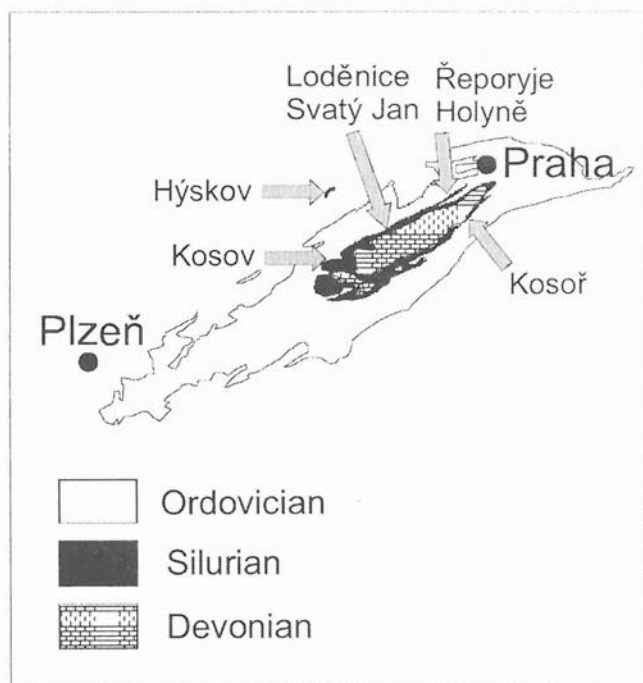 Loděnice
Svatý Jan
Řeporyje
Holyně
Praha
Hýskov
Kosov
Kosoř
Plzeň
Ordovician
Silurian
Devonian